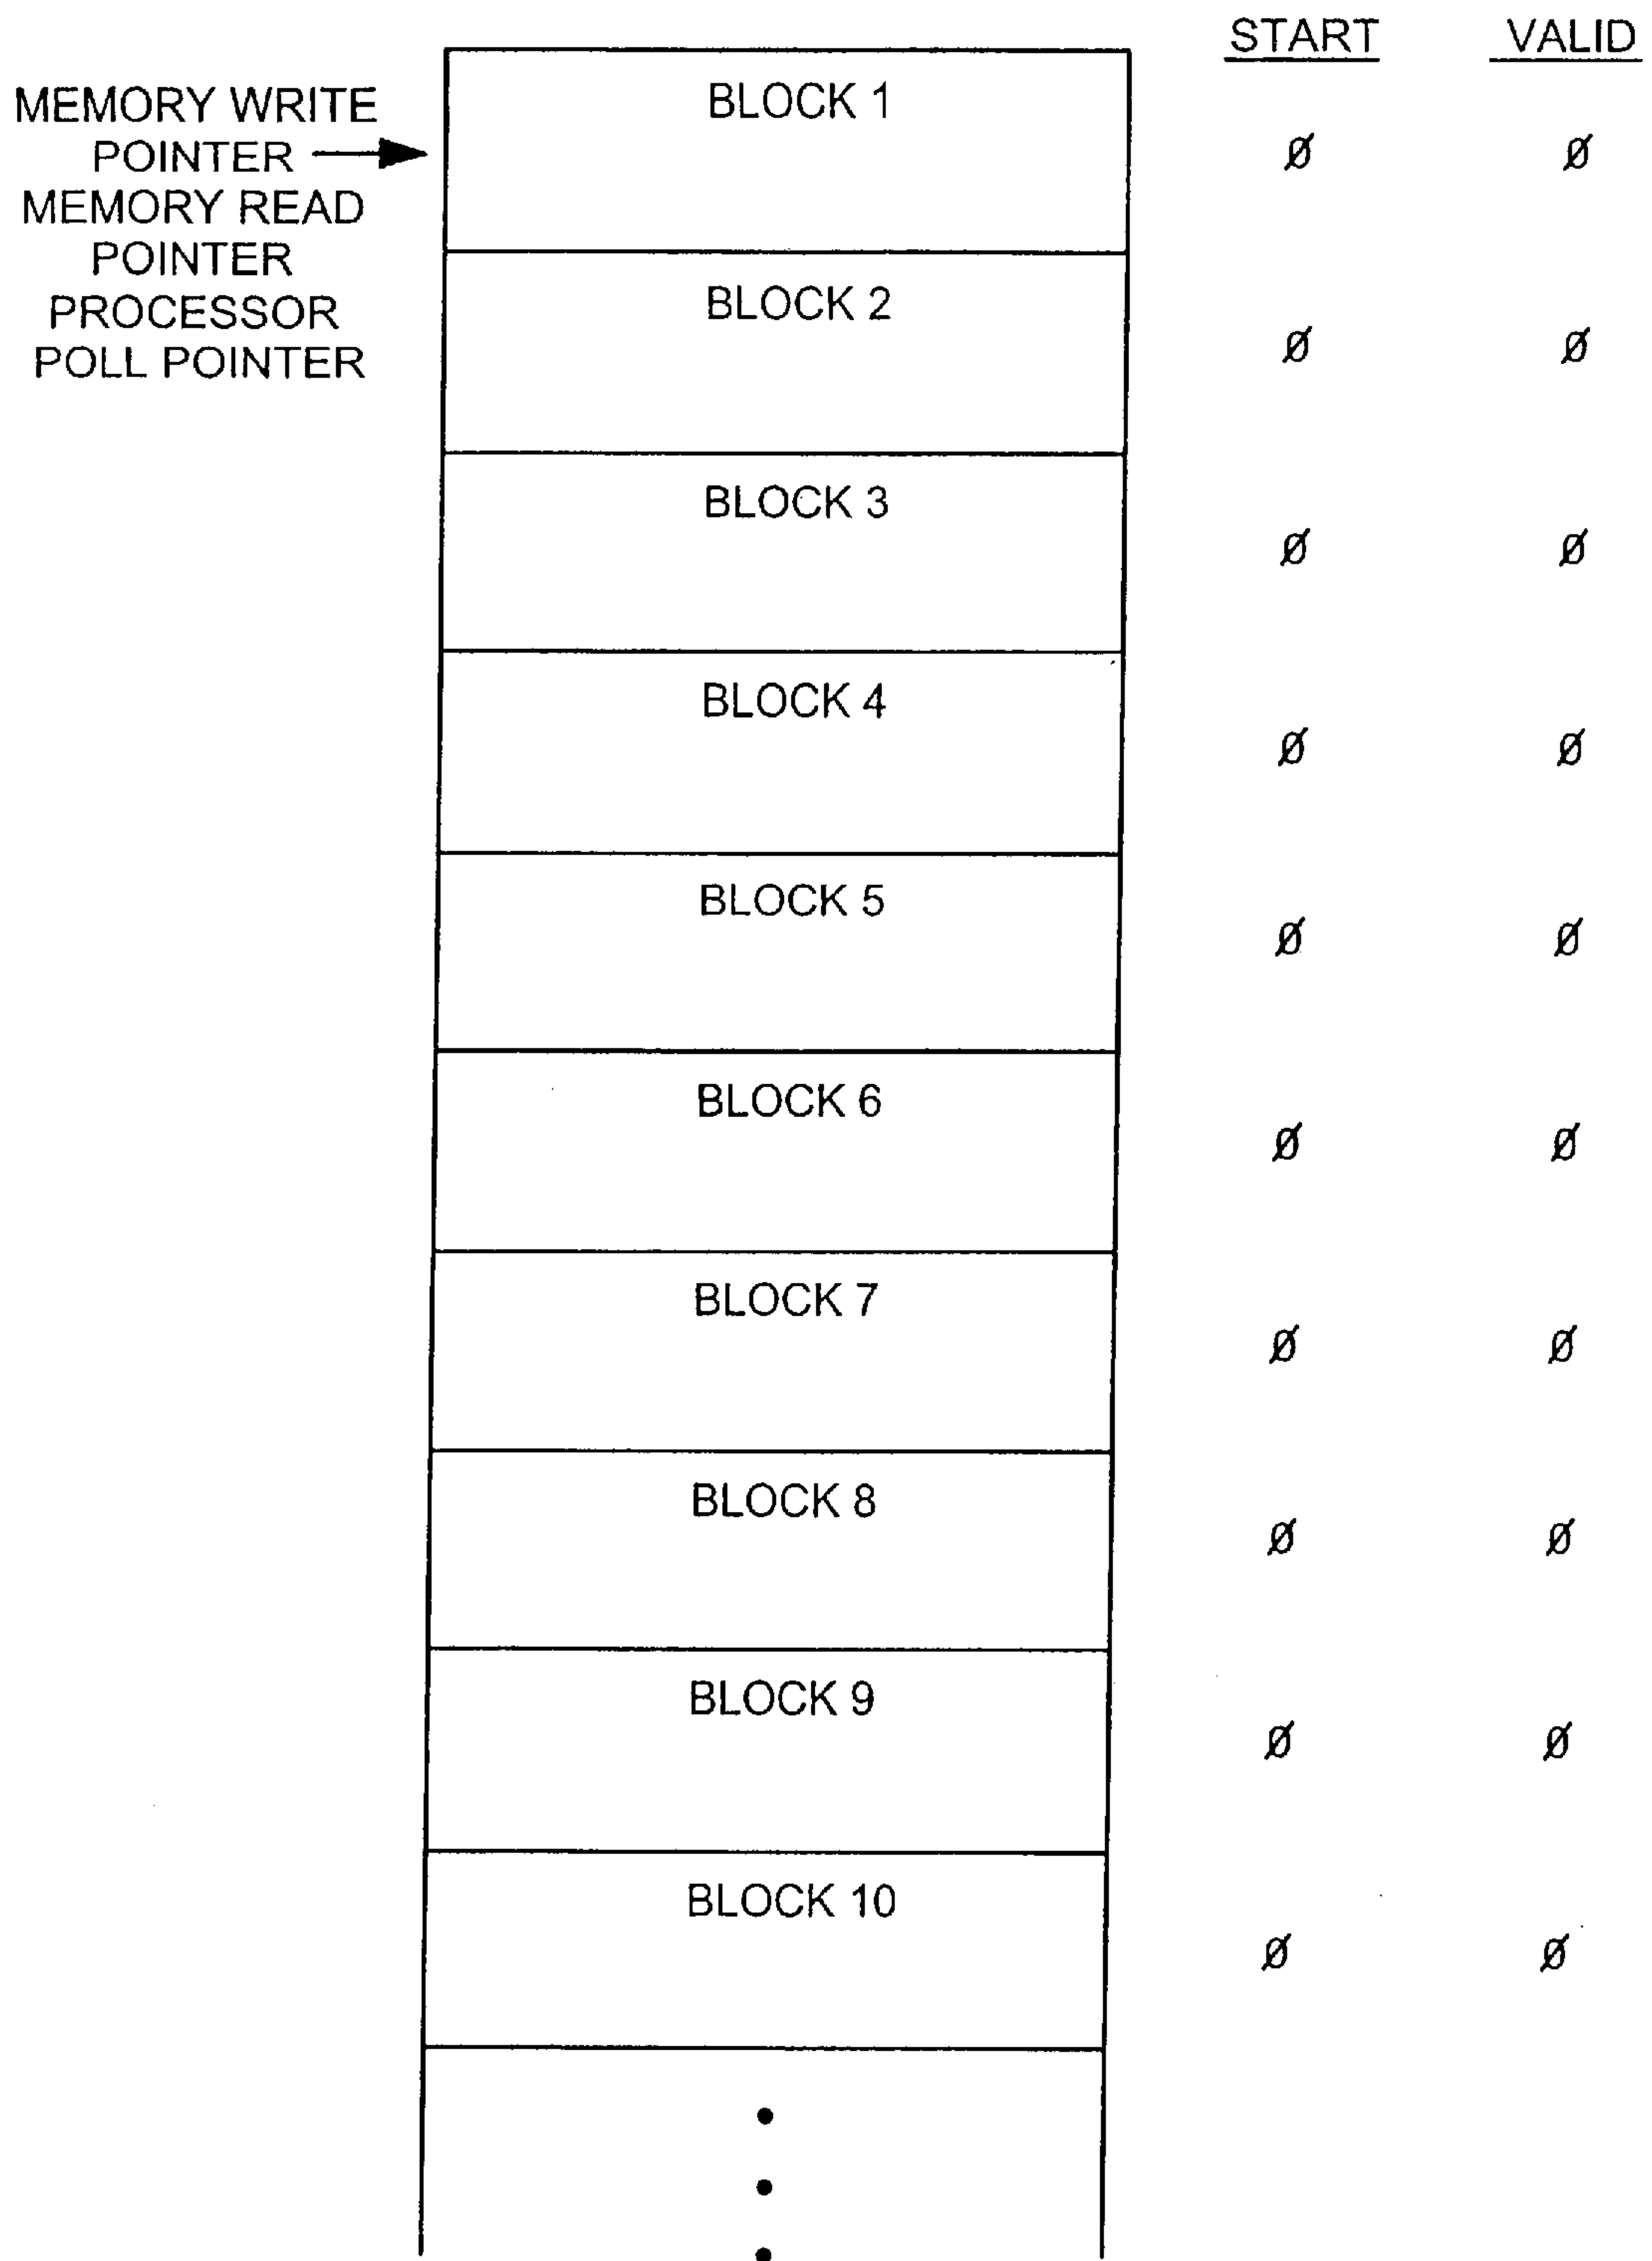 START VALID
MEMORY WRITE
POINTER
MEMORY READ
POINTER
PROCESSOR
POLL POINTER
BLOCK 1
Ø Ø
BLOCK 2
Ø Ø
BLOCK 3
Ø Ø
BLOCK 4
Ø Ø
BLOCK 5
Ø Ø
BLOCK 6
Ø Ø
BLOCK 7
Ø Ø
BLOCK 8
Ø Ø
BLOCK 9
Ø Ø
BLOCK 10
Ø Ø